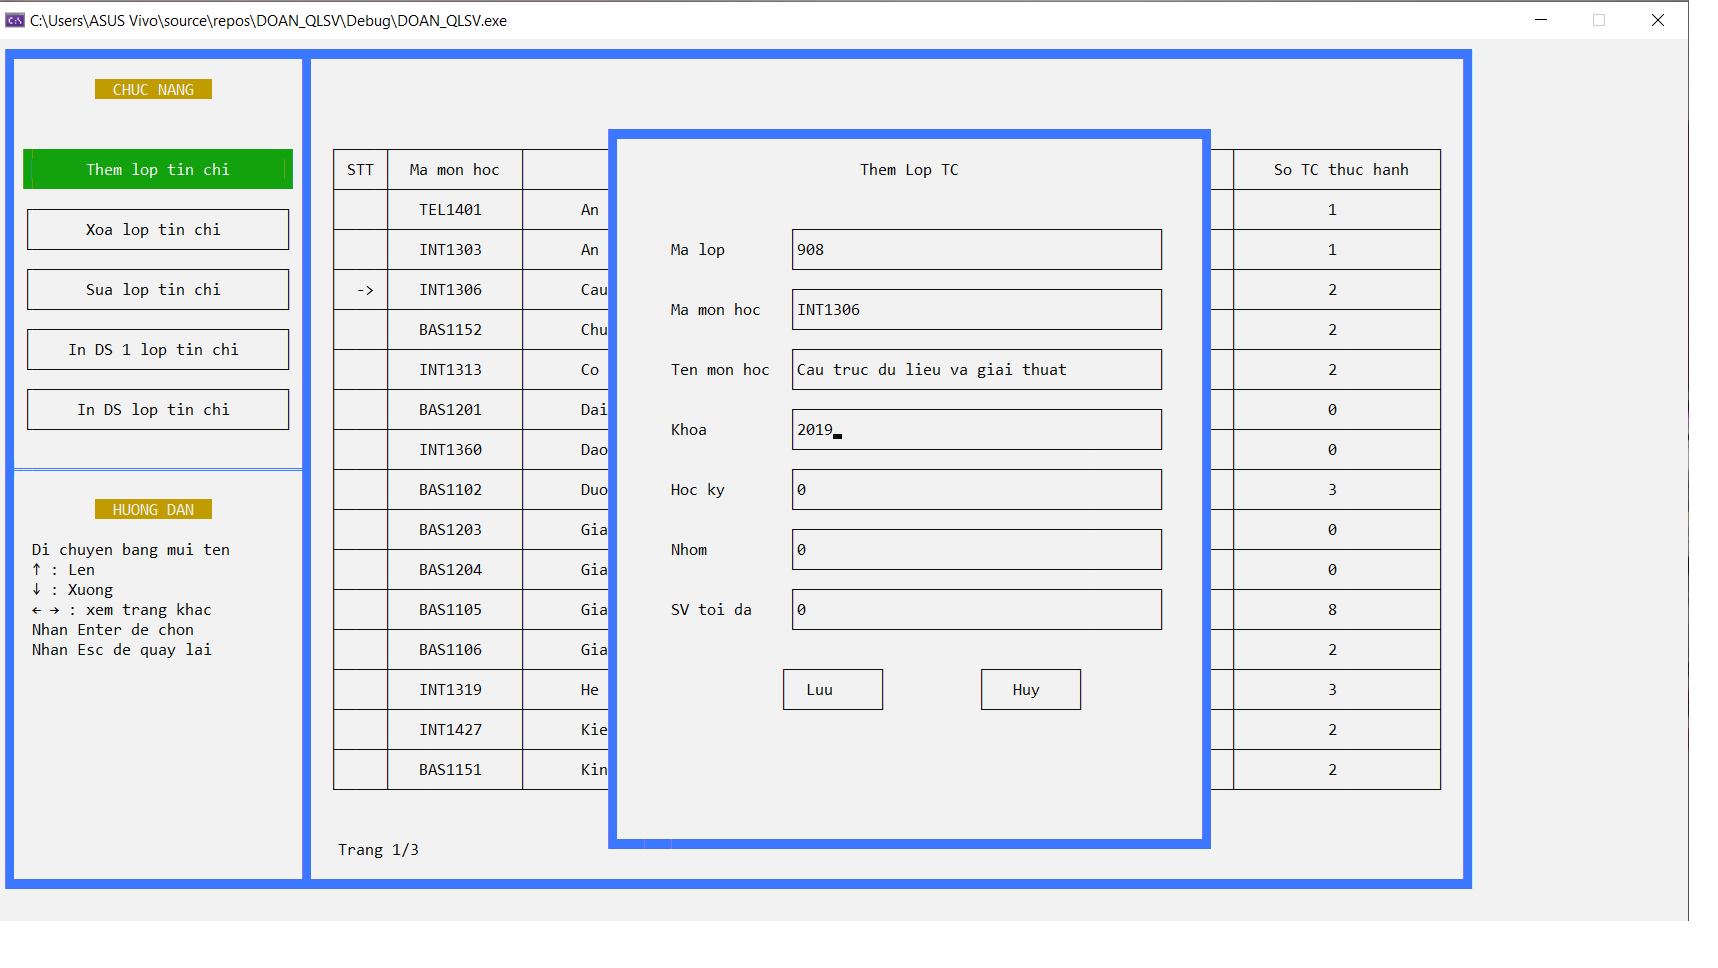 C:\Users\ASUS Vivo\source\repos\DOAN_QLSV\Debug\DOAN_QLSV.exe
CHUC NANG
Them lop tin chi
Xoa lop tin chi
Sua lop tin chi
In DS 1 lop tin chi
In DS lop tin chi
HUONG DAN
Di chuyen bang mui ten
↑ : Len
↓ : Xuong
← → : xem trang khac
Nhan Enter de chon
Nhan Esc de quay lai
STT Ma mon hoc So TC thuc hanh
TEL1401 An 1
INT1303 An 1
-> INT1306 Cau 2
BAS1152 Chu 2
INT1313 Co 2
BAS1201 Dai 0
INT1360 Dao 0
BAS1102 Duo 3
BAS1203 Gia 0
BAS1204 Gia 0
BAS1105 Gia 8
BAS1106 Gia 2
INT1319 He 3
INT1427 Kie 2
BAS1151 Kin 2
Trang 1/3
Them Lop TC
Ma lop 908
Ma mon hoc INT1306
Ten mon hoc Cau truc du lieu va giai thuat
Khoa 2019
Hoc ky 0
Nhom 0
SV toi da 0
Luu Huy